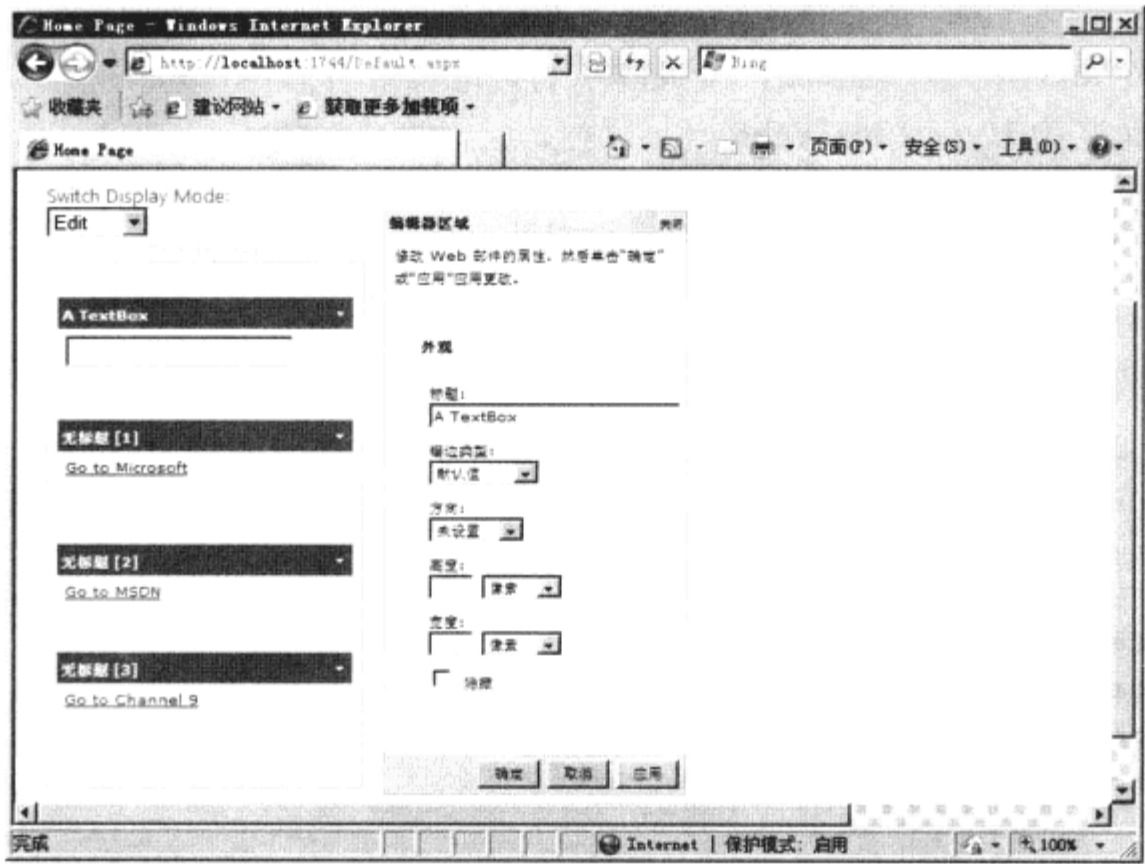 Home Page - Windows Internet Explorer
http://localhost:1744/Default.aspx
Bing
收藏夹 建议网站 获取更多加载项
Home Page
页面(P) 安全(S) 工具(O)
Switch Display Mode:
Edit
编辑器区域 关闭
修改 Web 部件的属性。然后单击"确定"
或"应用"应用更改。
A TextBox
外观
标题:
A TextBox
无标题 [1]
Go to Microsoft
镶边类型:
默认值
方向:
未设置
无标题 [2]
Go to MSDN
高度:
像素
宽度:
像素
无标题 [3]
Go to Channel 9
隐藏
确定 取消 应用
完成
Internet | 保护模式: 启用
100%